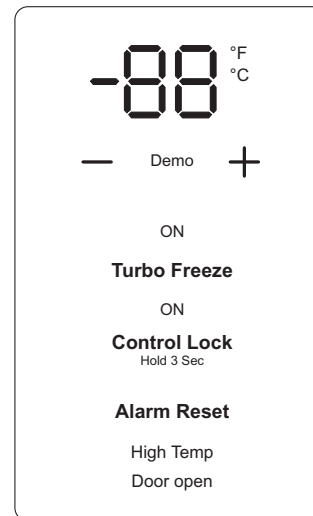 -88 °F
°C
— Demo +
ON
Turbo Freeze
ON
Control Lock
Hold 3 Sec
Alarm Reset
High Temp
Door open